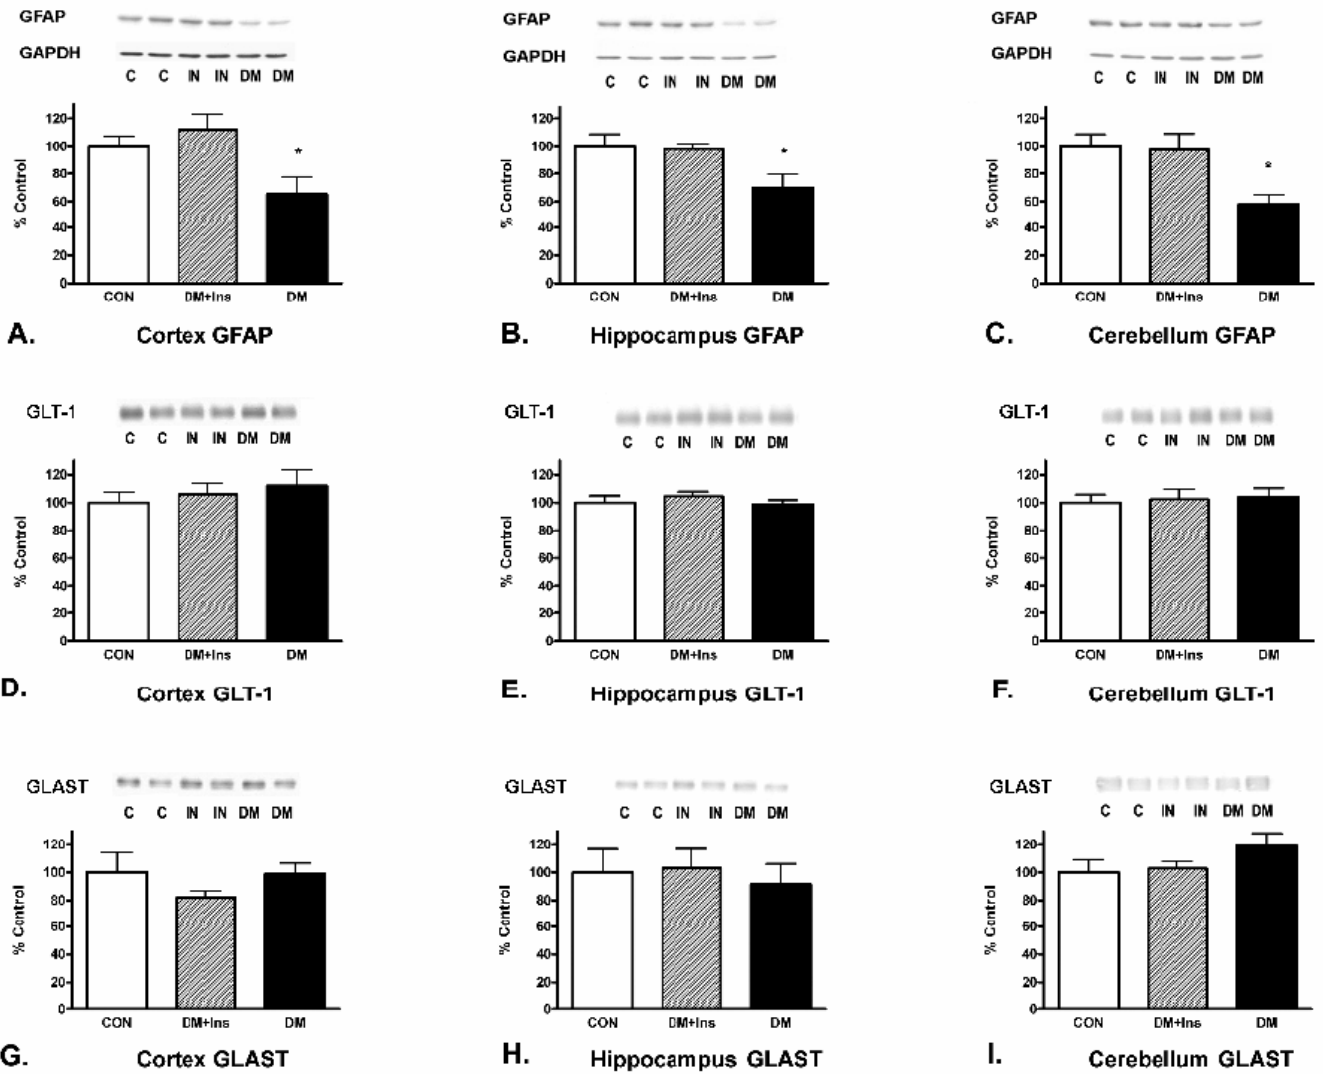 GFAP
GAPDH
C C IN IN DM DM
120
100
80
60
40
20
0
% Control
*
CON DM+Ins DM
A. Cortex GFAP
GFAP
GAPDH
C C IN IN DM DM
120
100
80
60
40
20
0
% Control
*
CON DM+Ins DM
B. Hippocampus GFAP
GFAP
GAPDH
C C IN IN DM DM
120
100
80
60
40
20
0
% Control
*
CON DM+Ins DM
C. Cerebellum GFAP
GLT-1
C C IN IN DM DM
120
100
80
60
40
20
0
% Control
CON DM+Ins DM
D. Cortex GLT-1
GLT-1
C C IN IN DM DM
120
100
80
60
40
20
0
% Control
CON DM+Ins DM
E. Hippocampus GLT-1
GLT-1
C C IN IN DM DM
120
100
80
60
40
20
0
% Control
CON DM+Ins DM
F. Cerebellum GLT-1
GLAST
C C IN IN DM DM
120
100
80
60
40
20
0
% Control
CON DM+Ins DM
G. Cortex GLAST
GLAST
C C IN IN DM DM
120
100
80
60
40
20
0
% Control
CON DM+Ins DM
H. Hippocampus GLAST
GLAST
C C IN IN DM DM
120
100
80
60
40
20
0
% Control
CON DM+Ins DM
I. Cerebellum GLAST